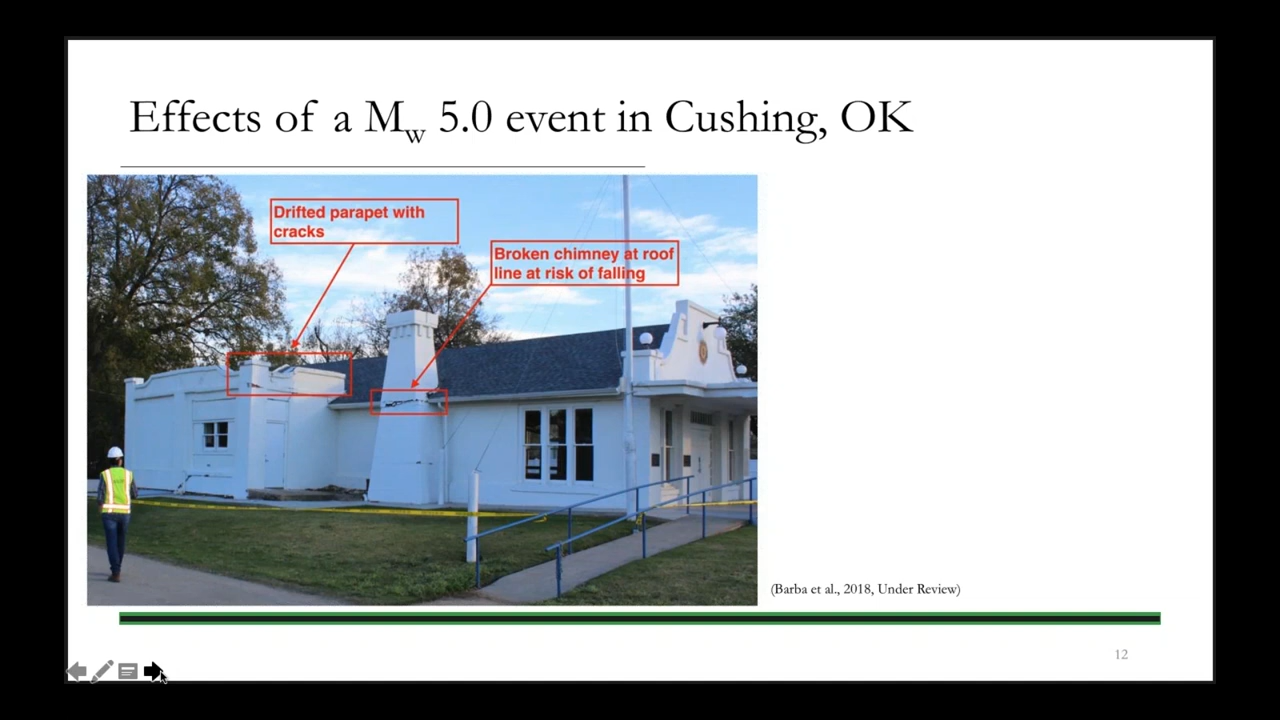 Effects of a Mw 5.0 event in Cushing, OK
Drifted parapet with
cracks
Broken chimney at roof
line at risk of falling
(Barba et al., 2018, Under Review)
12